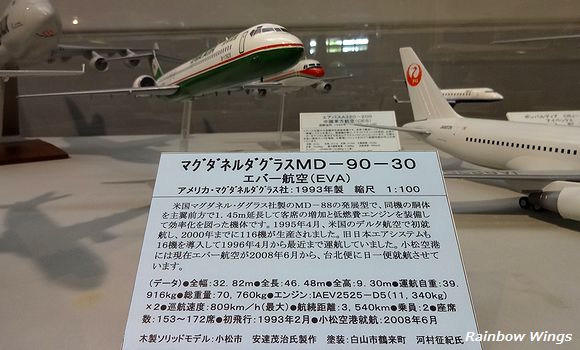 マグダネルダグラスMD－90－30
エバー航空(EVA)
アメリカ・マクダネルダグラス社：1993年製　縮尺　1：100
米国マグダネル・ダグラス社製のMD－88の発展型で、同機の胴体
を主翼前方で1．45m延長して客席の増加と低燃費エンジンを装備し
て効率化を図った機体です。1995年4月、米国のデルタ航空で初就
航し、2000年までに116機が生産されました。旧日本エアシステムも
16機を導入して1996年4月から最近まで運航していました。小松空港
には現在エバー航空が2008年6月から、台北便に日一便就航させて
います。
(データ)●全幅：32．82m●全長：46．48m●全高：9．30m●運航自重：39．
916kg●総重量：70，760kg●エンジン：IAEV2525－D5(11，340kg)
×2●巡航速度：809km/h(最大)●航続距離：3，540km●乗員：2●座席
数：153～172席●初飛行：1993年2月●小松空港就航：2008年6月
木製ソリッドモデル：小松市　安達茂治氏製作　塗装：白山市鶴来町　河村征紀氏
エアバスA320－200
中国東方航空(CES)
Rainbow Wings